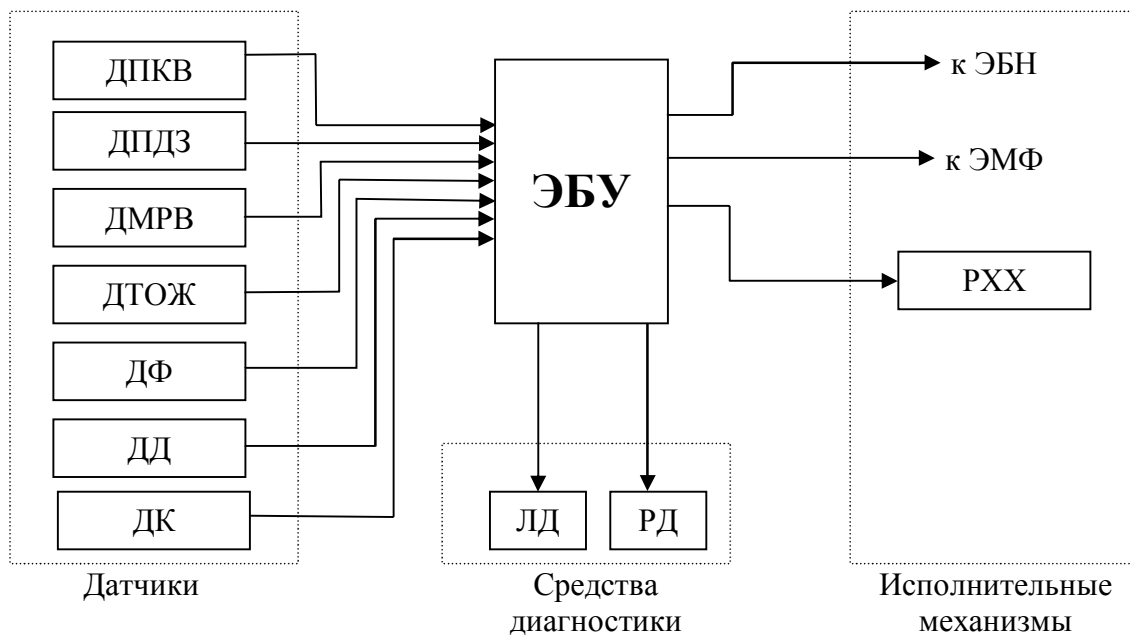 ДПКВ
ДПДЗ
ДМРВ
ДТОЖ
ДФ
ДД
ДК
Датчики
ЭБУ
ЛД
РД
Средства
диагностики
к ЭБН
к ЭМФ
РХХ
Исполнительные
механизмы